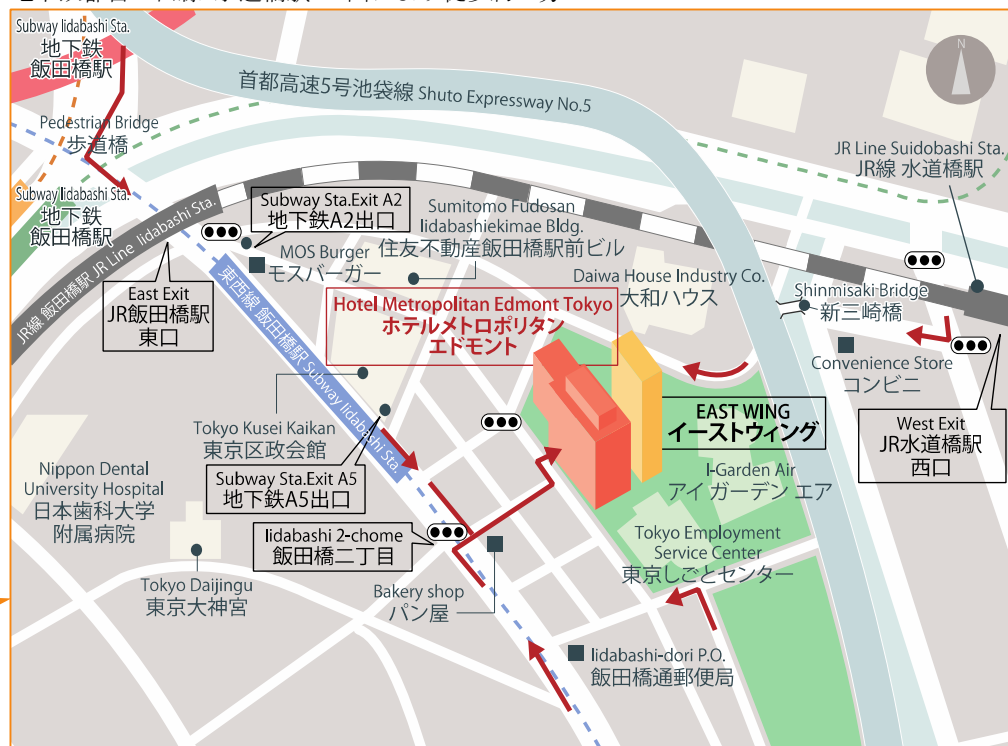 Subway Iidabashi Sta.
地下鉄
飯田橋駅
首都高速5号池袋線 Shuto Expressway No.5
N
Pedestrian Bridge
歩道橋
JR Line Suidobashi Sta.
JR線 水道橋駅
Subway Iidabashi Sta.
地下鉄
飯田橋駅
Subway Sta.Exit A2
地下鉄A2出口
Sumitomo Fudosan
Iidabashiekimae Bldg.
住友不動産飯田橋駅前ビル
MOS Burger
モスバーガー
JR線 飯田橋駅 JR Line Iidabashi Sta.
East Exit
JR飯田橋駅
東口
Daiwa House Industry Co.
大和ハウス
Shinmisaki Bridge
新三崎橋
Hotel Metropolitan Edmont Tokyo
ホテルメトロポリタン
エドモント
東西線 飯田橋駅 Subway Iidabashi Sta.
Convenience Store
コンビニ
EAST WING
イーストウィング
West Exit
JR水道橋駅
西口
Tokyo Kusei Kaikan
東京区政会館
Nippon Dental
University Hospital
日本歯科大学
附属病院
Subway Sta.Exit A5
地下鉄A5出口
I-Garden Air
アイ ガーデン エア
Iidabashi 2-chome
飯田橋二丁目
Tokyo Employment
Service Center
東京しごとセンター
Tokyo Daijingu
東京大神宮
Bakery shop
パン屋
Iidabashi-dori P.O.
飯田橋通郵便局